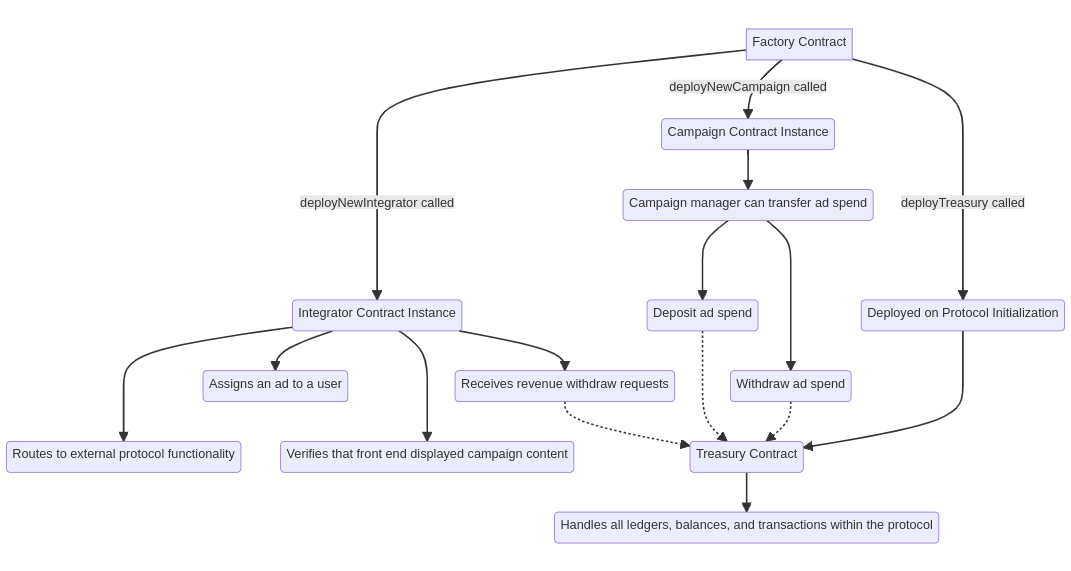 Factory Contract
deployNewCampaign called
Campaign Contract Instance
deployNewIntegrator called
Campaign manager can transfer ad spend
deployTreasury called
Integrator Contract Instance
Deposit ad spend
Deployed on Protocol Initialization
Assigns an ad to a user
Receives revenue withdraw requests
Withdraw ad spend
Routes to external protocol functionality
Verifies that front end displayed campaign content
Treasury Contract
Handles all ledgers, balances, and transactions within the protocol